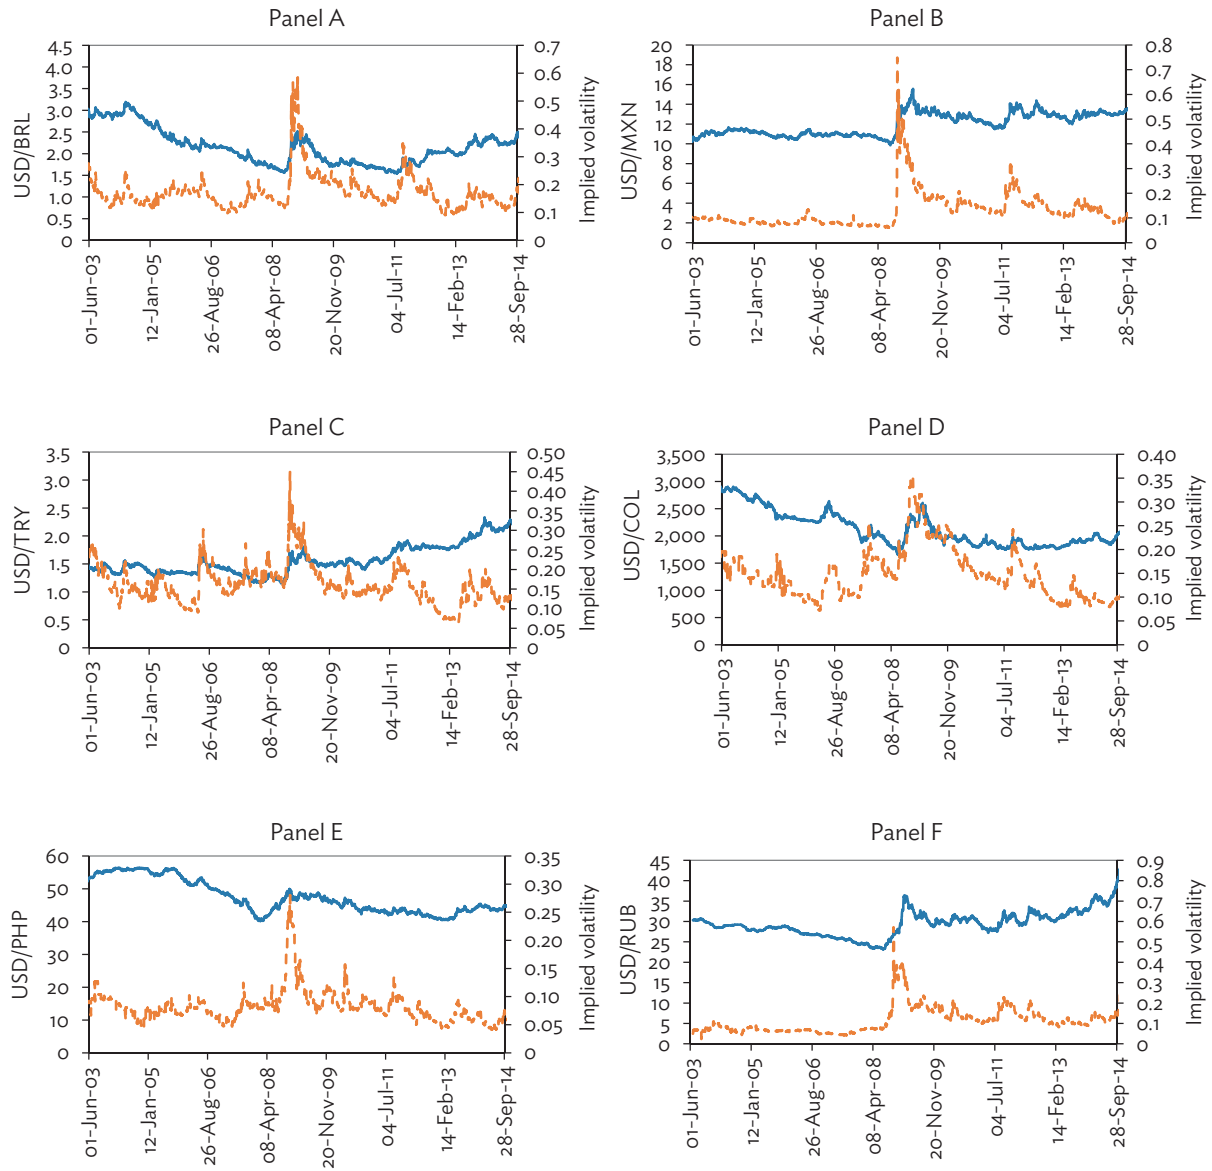 Panel A
USD/BRL
4.5
4.0
3.5
3.0
2.5
2.0
1.5
1.0
0.5
0
0.7
0.6
0.5
0.4
0.3
0.2
0.1
0
Implied volatility
01-Jun-03
12-Jan-05
26-Aug-06
08-Apr-08
20-Nov-09
04-Jul-11
14-Feb-13
28-Sep-14
Panel B
USD/MXN
20
18
16
14
12
10
8
6
4
2
0
0.8
0.7
0.6
0.5
0.4
0.3
0.2
0.1
0
Implied volatility
01-Jun-03
12-Jan-05
26-Aug-06
08-Apr-08
20-Nov-09
04-Jul-11
14-Feb-13
28-Sep-14
Panel C
USD/TRY
3.5
3.0
2.5
2.0
1.5
1.0
0.5
0
0.50
0.45
0.40
0.35
0.30
0.25
0.20
0.15
0.10
0.05
0
Implied volatility
01-Jun-03
12-Jan-05
26-Aug-06
08-Apr-08
20-Nov-09
04-Jul-11
14-Feb-13
28-Sep-14
Panel D
USD/COL
3,500
3,000
2,500
2,000
1,500
1,000
500
0
0.40
0.35
0.30
0.25
0.20
0.15
0.10
0.05
0
Implied volatility
01-Jun-03
12-Jan-05
26-Aug-06
08-Apr-08
20-Nov-09
04-Jul-11
14-Feb-13
28-Sep-14
Panel E
USD/PHP
60
50
40
30
20
10
0
0.35
0.30
0.25
0.20
0.15
0.10
0.05
0
Implied volatility
01-Jun-03
12-Jan-05
26-Aug-06
08-Apr-08
20-Nov-09
04-Jul-11
14-Feb-13
28-Sep-14
Panel F
USD/RUB
45
40
35
30
25
20
15
10
5
0
0.9
0.8
0.7
0.6
0.5
0.4
0.3
0.2
0.1
0
Implied volatility
01-Jun-03
12-Jan-05
26-Aug-06
08-Apr-08
20-Nov-09
04-Jul-11
14-Feb-13
28-Sep-14